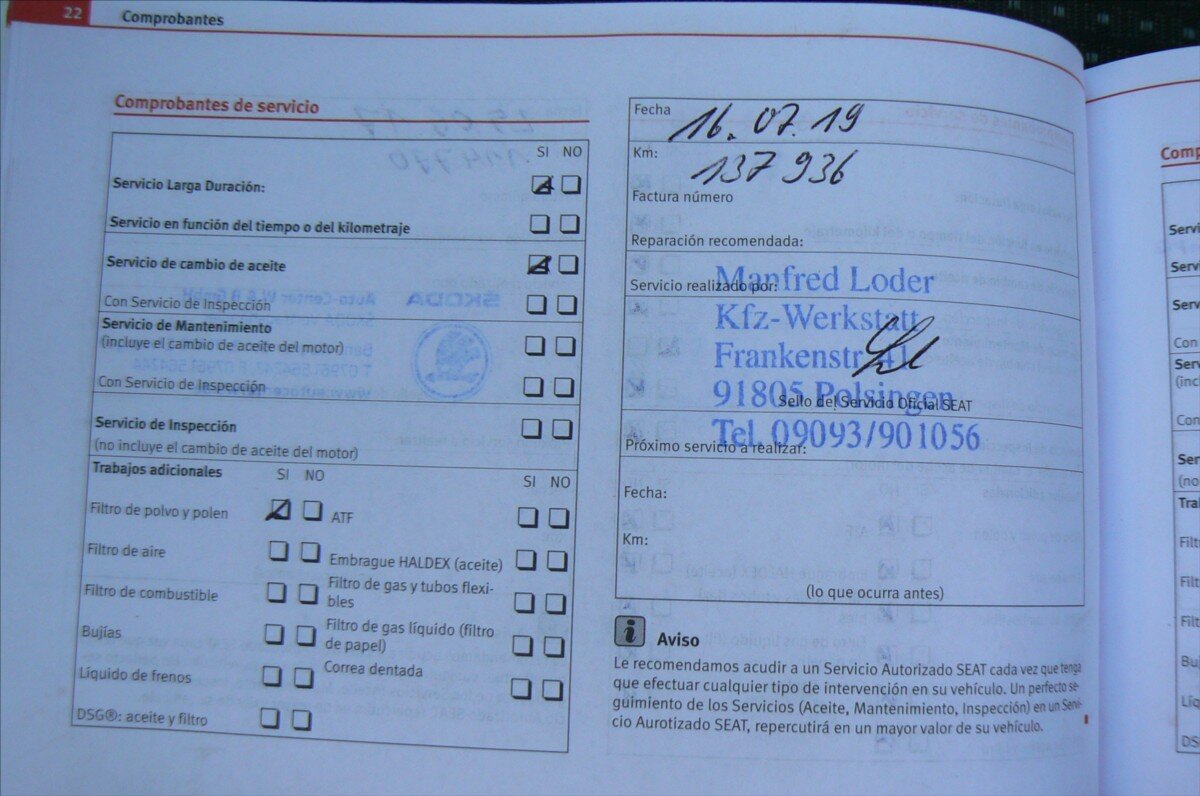 22 Comprobantes
Comprobantes de servicio
SI NO
Servicio Larga Duración:
Servicio en función del tiempo o del kilometraje
Servicio de cambio de aceite
Con Servicio de Inspección
Servicio de Mantenimiento
(incluye el cambio de aceite del motor)
Con Servicio de Inspección
Servicio de Inspección
(no incluye el cambio de aceite del motor)
Trabajos adicionales SI NO SI NO
Filtro de polvo y polen ATF
Filtro de aire Embrague HALDEX (aceite)
Filtro de combustible Filtro de gas y tubos flexi-
bles
Bujías Filtro de gas líquido (filtro
de papel)
Líquido de frenos Correa dentada
DSG®: aceite y filtro
Fecha 16.07.19
Km: 137 936
Factura número
Reparación recomendada:
Manfred Loder
Servicio realizado por:
Kfz-Werkstatt
Frankenstr 41
91805 Polsingen
Sello del Servicio Oficial SEAT
Tel. 09093/901056
Próximo servicio a realizar:
Fecha:
Km:
(lo que ocurra antes)
Aviso
Le recomendamos acudir a un Servicio Autorizado SEAT cada vez que tenga
que efectuar cualquier tipo de intervención en su vehículo. Un perfecto se-
guimiento de los Servicios (Aceite, Mantenimiento, Inspección) en un Servi-
cio Aurotizado SEAT, repercutirá en un mayor valor de su vehículo.